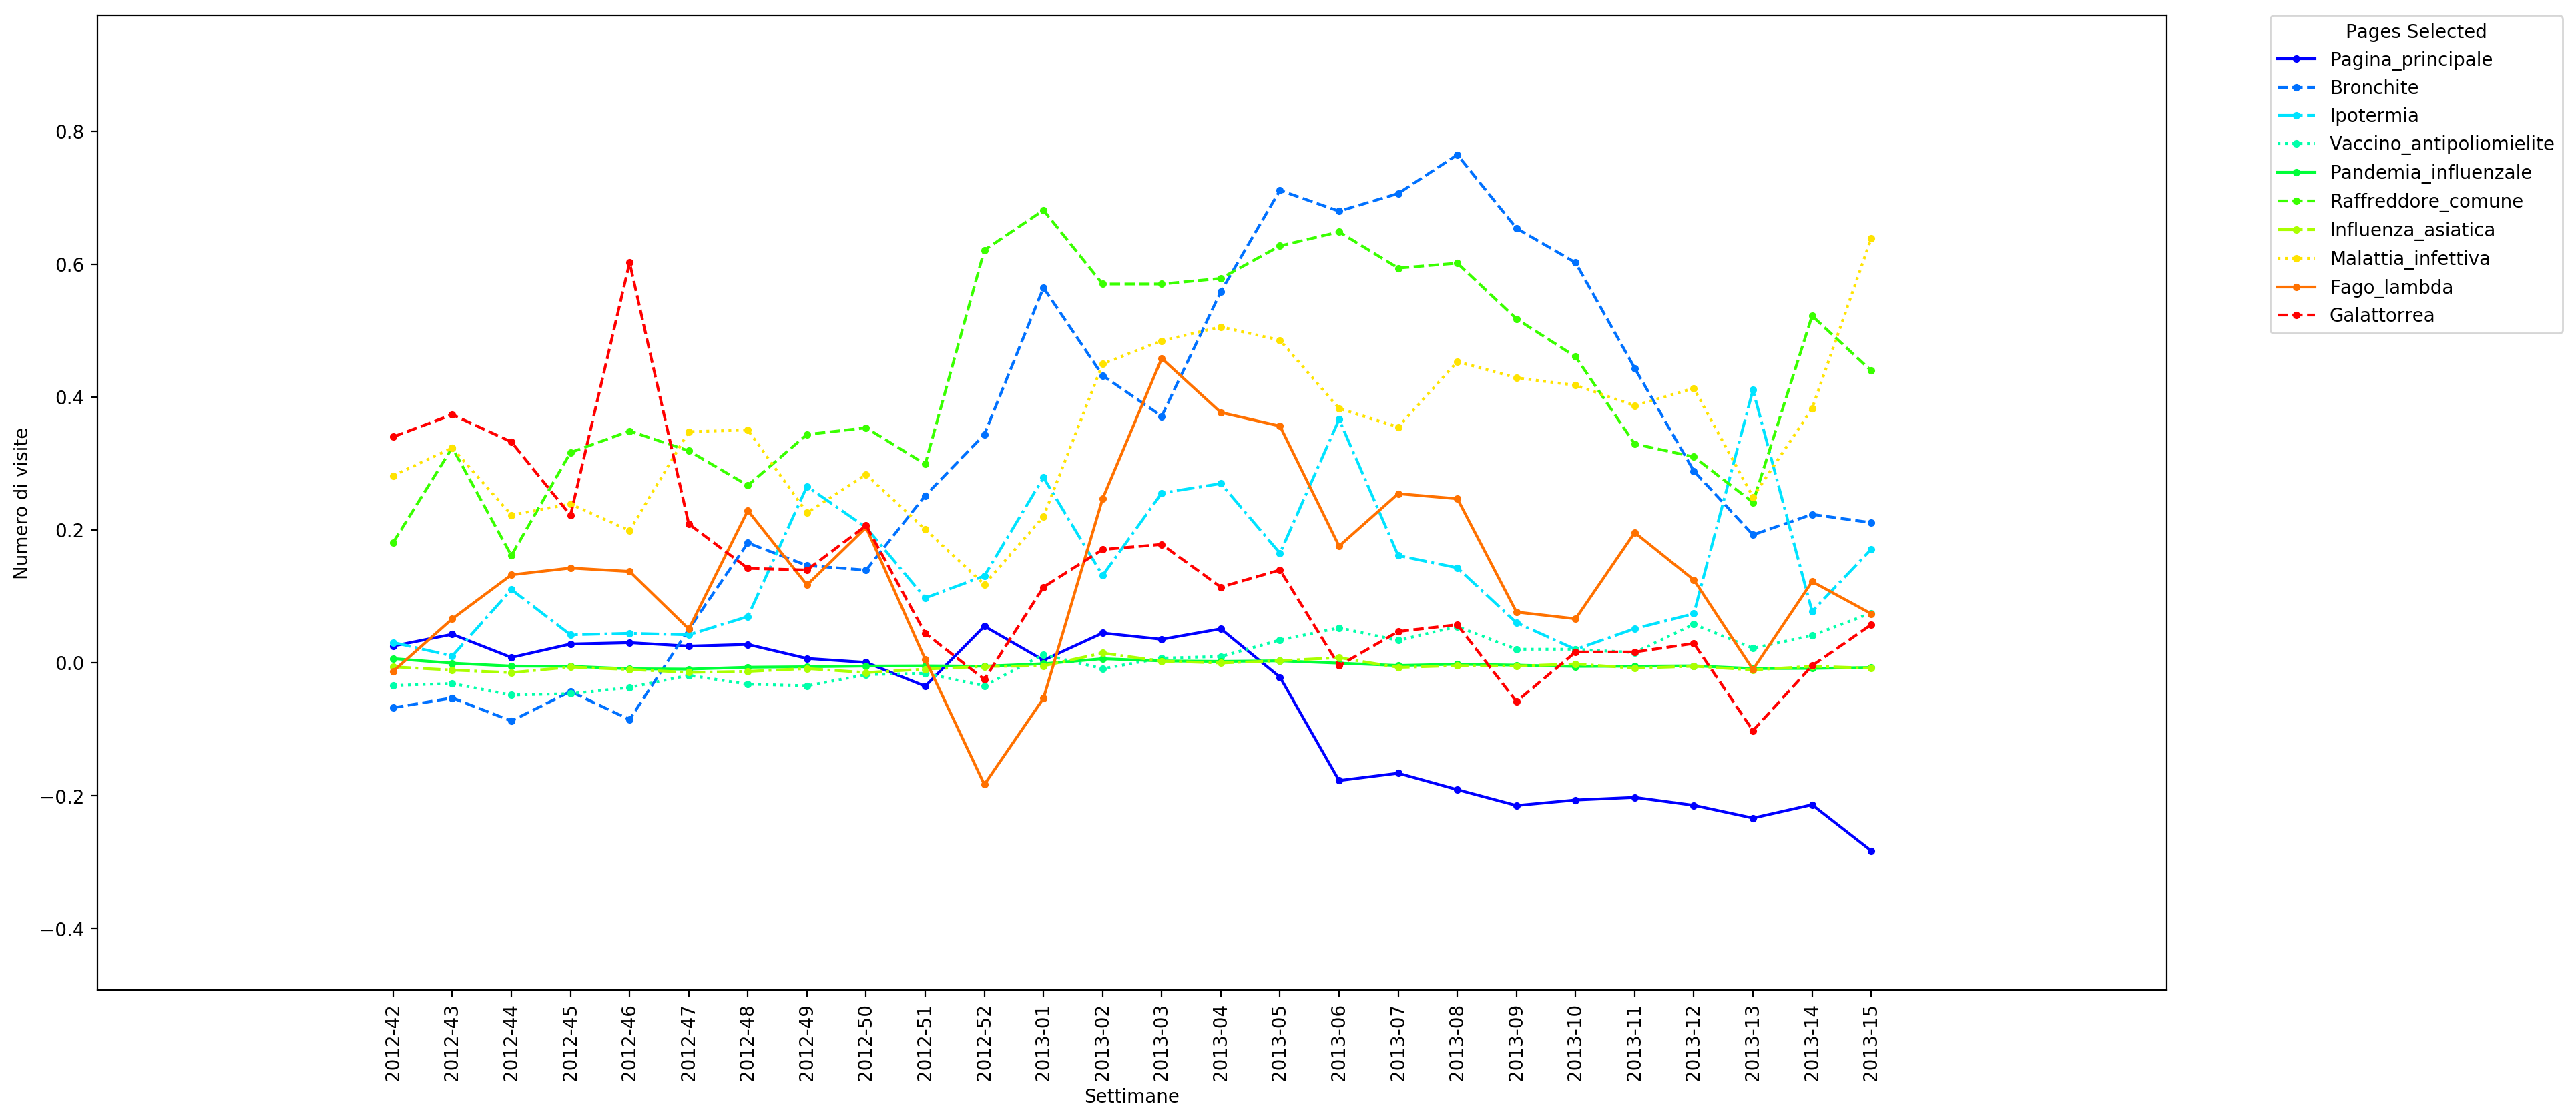 Pages Selected
Pagina_principale
Bronchite
Ipotermia
Vaccino_antipoliomielite
Pandemia_influenzale
Raffreddore_comune
Influenza_asiatica
Malattia_infettiva
Fago_lambda
Galattorrea
Numero di visite
0.8
0.6
0.4
0.2
0.0
−0.2
−0.4
2012-42
2012-43
2012-44
2012-45
2012-46
2012-47
2012-48
2012-49
2012-50
2012-51
2012-52
2013-01
2013-02
2013-03
2013-04
2013-05
2013-06
2013-07
2013-08
2013-09
2013-10
2013-11
2013-12
2013-13
2013-14
2013-15
Settimane